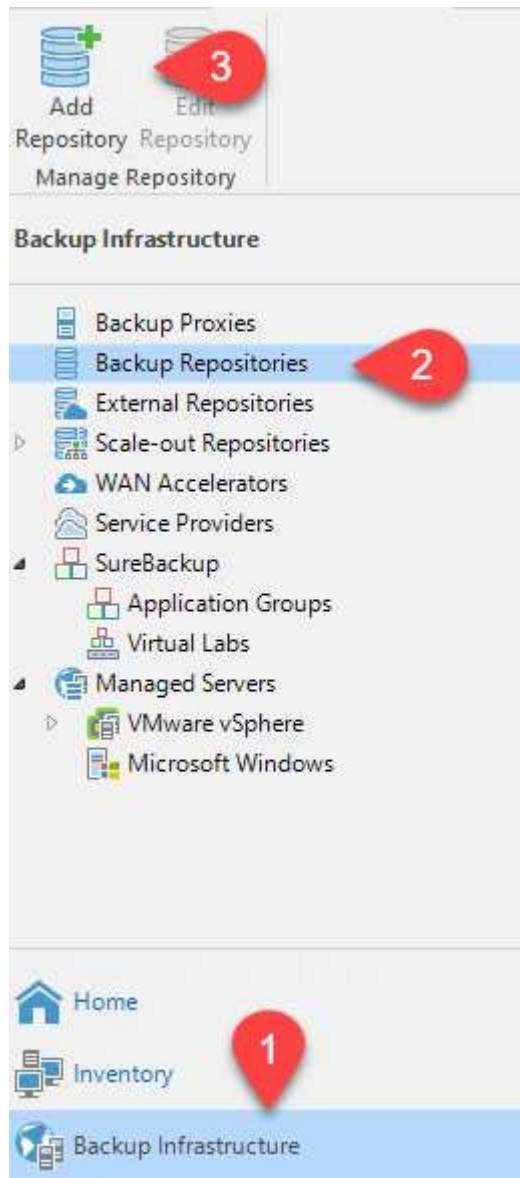 3
Add
Repository
Edit
Repository
Manage Repository
Backup Infrastructure
Backup Proxies
Backup Repositories
2
External Repositories
Scale-out Repositories
WAN Accelerators
Service Providers
SureBackup
Application Groups
Virtual Labs
Managed Servers
VMware vSphere
Microsoft Windows
Home
1
Inventory
Backup Infrastructure